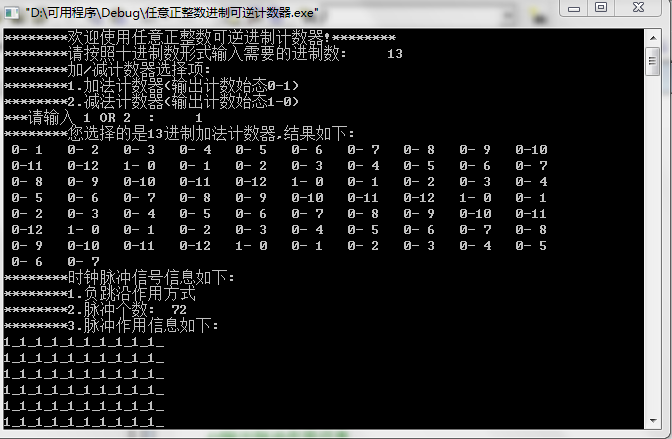 "D:\可用程序\Debug\任意正整数进制可逆计数器.exe"
********欢迎使用任意正整数可逆进制计数器!********
********请按照十进制数形式输入需要的进制数:     13
********加/减计数器选择项:
********1.加法计数器(输出计数始态0-1)
********2.减法计数器(输出计数始态1-0)
***请输入 1 OR 2  :     1
********您选择的是13进制加法计数器,结果如下:
0- 1   0- 2   0- 3   0- 4   0- 5   0- 6   0- 7   0- 8   0- 9   0-10
0-11   0-12   1- 0   0- 1   0- 2   0- 3   0- 4   0- 5   0- 6   0- 7
0- 8   0- 9   0-10   0-11   0-12   1- 0   0- 1   0- 2   0- 3   0- 4
0- 5   0- 6   0- 7   0- 8   0- 9   0-10   0-11   0-12   1- 0   0- 1
0- 2   0- 3   0- 4   0- 5   0- 6   0- 7   0- 8   0- 9   0-10   0-11
0-12   1- 0   0- 1   0- 2   0- 3   0- 4   0- 5   0- 6   0- 7   0- 8
0- 9   0-10   0-11   0-12   1- 0   0- 1   0- 2   0- 3   0- 4   0- 5
0- 6   0- 7
********时钟脉冲信号信息如下:
********1.负跳沿作用方式
********2.脉冲个数:  72
********3.脉冲作用信息如下:
1_1_1_1_1_1_1_1_1_1_
1_1_1_1_1_1_1_1_1_1_
1_1_1_1_1_1_1_1_1_1_
1_1_1_1_1_1_1_1_1_1_
1_1_1_1_1_1_1_1_1_1_
1_1_1_1_1_1_1_1_1_1_